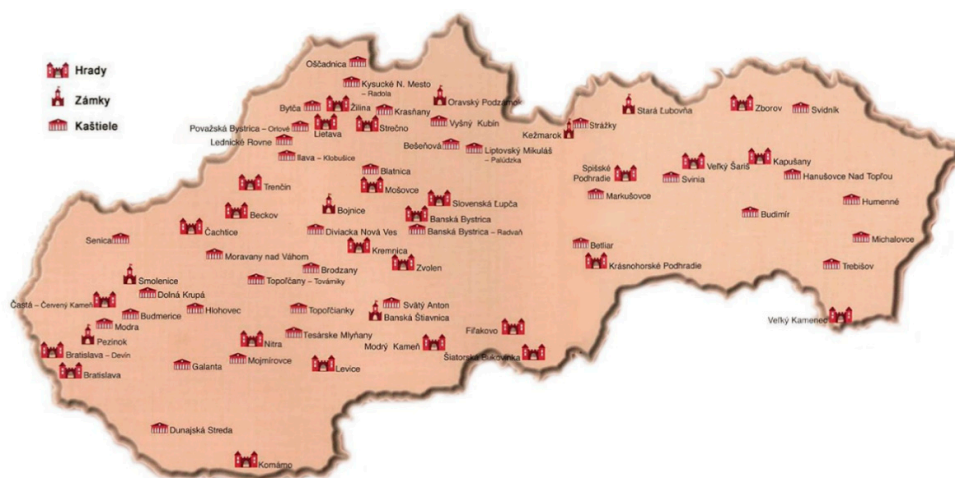 Hrady
Zámky
Kaštiele
Oščadnica
Kysucké N. Mesto
– Radola
Bytča
Žilina
Krasňany
Oravský Podzámok
Považská Bystrica – Orlové
Lietava
Strečno
Vyšný Kubín
Lednické Rovne
Bešeňová
Liptovský Mikuláš
– Palúdzka
Ilava – Klobušice
Blatnica
Trenčín
Mošovce
Bojnice
Slovenská Ľupča
Beckov
Banská Bystrica
Čachtice
Diviacka Nová Ves
Banská Bystrica – Radvaň
Senica
Kremnica
Moravany nad Váhom
Zvolen
Brodzany
Smolenice
Topoľčany – Továrniky
Dolná Krupá
Častá – Červený Kameň
Hlohovec
Topoľčianky
Svätý Anton
Banská Štiavnica
Budmerice
Modra
Tesárske Mlyňany
Fiľakovo
Pezinok
Nitra
Modrý Kameň
Bratislava – Devín
Mojmírovce
Šiatorská Bukovinka
Galanta
Levice
Bratislava
Dunajská Streda
Komárno
Kežmarok
Strážky
Stará Ľubovňa
Zborov
Svidník
Spišské
Podhradie
Veľký Šariš
Kapušany
Svinia
Hanušovce Nad Topľou
Markušovce
Humenné
Budimír
Betliar
Michalovce
Krásnohorské Podhradie
Trebišov
Veľký Kamenec